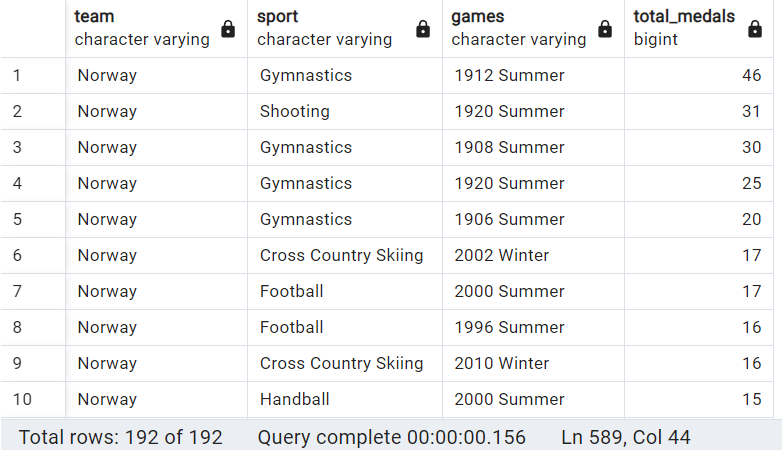 team sport games total_medals
character varying character varying character varying bigint
1 Norway Gymnastics 1912 Summer 46
2 Norway Shooting 1920 Summer 31
3 Norway Gymnastics 1908 Summer 30
4 Norway Gymnastics 1920 Summer 25
5 Norway Gymnastics 1906 Summer 20
6 Norway Cross Country Skiing 2002 Winter 17
7 Norway Football 2000 Summer 17
8 Norway Football 1996 Summer 16
9 Norway Cross Country Skiing 2010 Winter 16
10 Norway Handball 2000 Summer 15
Total rows: 192 of 192 Query complete 00:00:00.156 Ln 589, Col 44